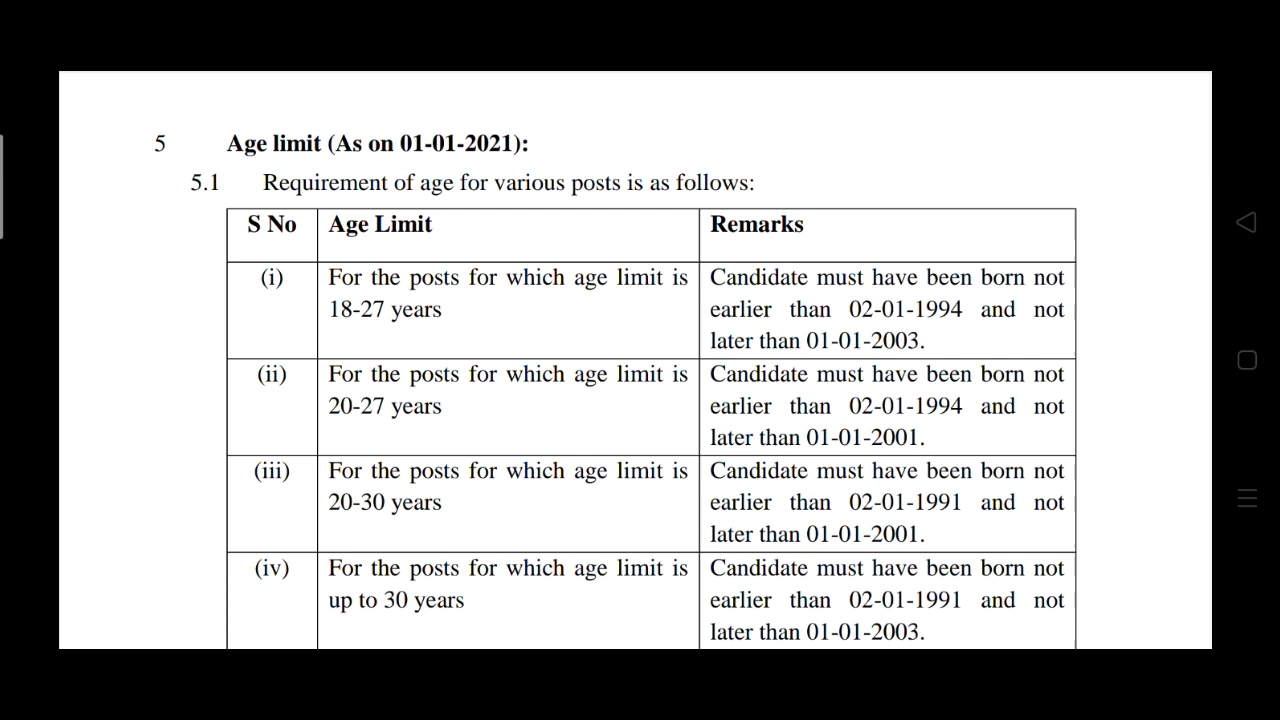 5 Age limit (As on 01-01-2021):
5.1 Requirement of age for various posts is as follows:
S No Age Limit Remarks
(i) For the posts for which age limit is Candidate must have been born not
18-27 years earlier than 02-01-1994 and not
later than 01-01-2003.
(ii) For the posts for which age limit is Candidate must have been born not
20-27 years earlier than 02-01-1994 and not
later than 01-01-2001.
(iii) For the posts for which age limit is Candidate must have been born not
20-30 years earlier than 02-01-1991 and not
later than 01-01-2001.
(iv) For the posts for which age limit is Candidate must have been born not
up to 30 years earlier than 02-01-1991 and not
later than 01-01-2003.